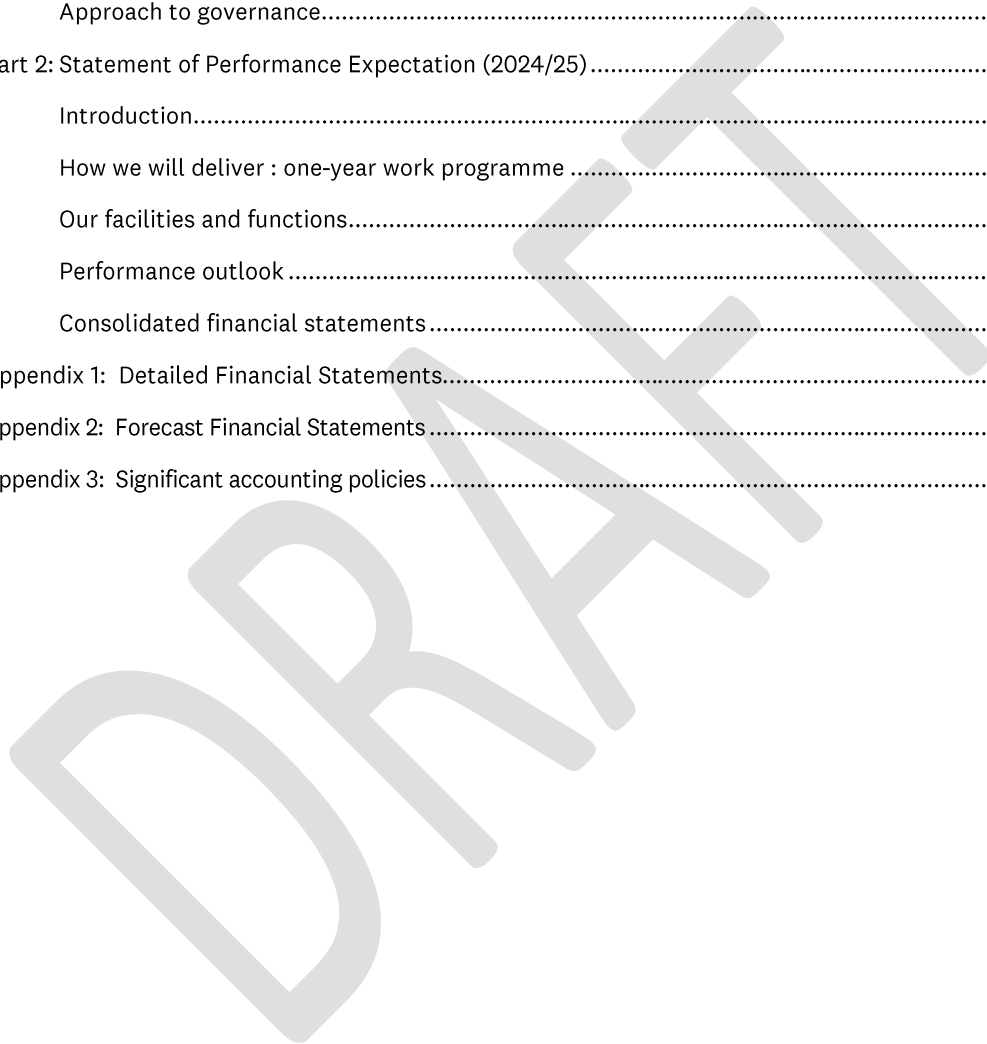 Approach to governance....................................................................................................
art 2: Statement of Performance Expectation (2024/25)............................................................
Introduction........................................................................................................................
How we will deliver : one-year work programme ...............................................................
Our facilities and functions................................................................................................
Performance outlook .........................................................................................................
Consolidated financial statements.....................................................................................
ppendix 1: Detailed Financial Statements..................................................................................
ppendix 2: Forecast Financial Statements.....................................................................................
ppendix 3: Significant accounting policies.....................................................................................
DRAFT